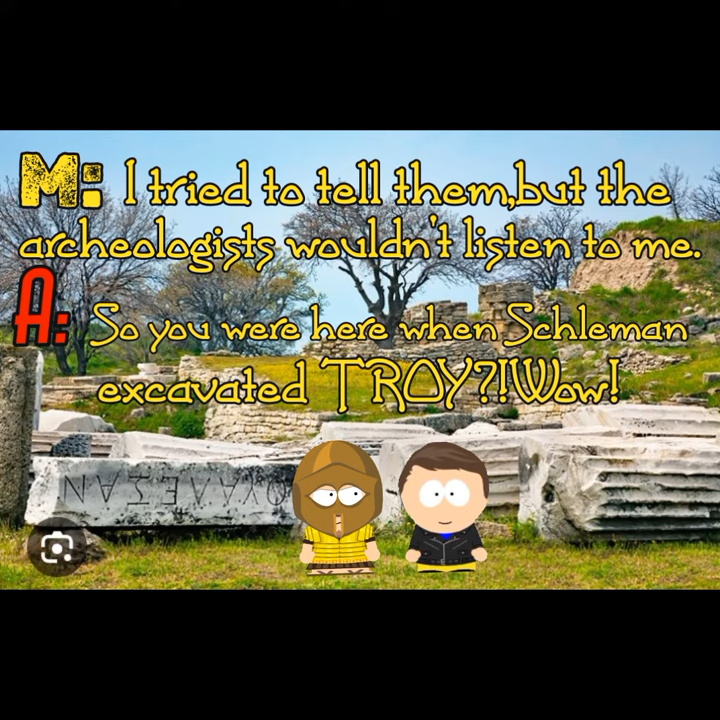 M: I tried to tell them,but the
archeologists wouldn't listen to me.
A: So you were here when Schleman
excavated TROY?!Wow!